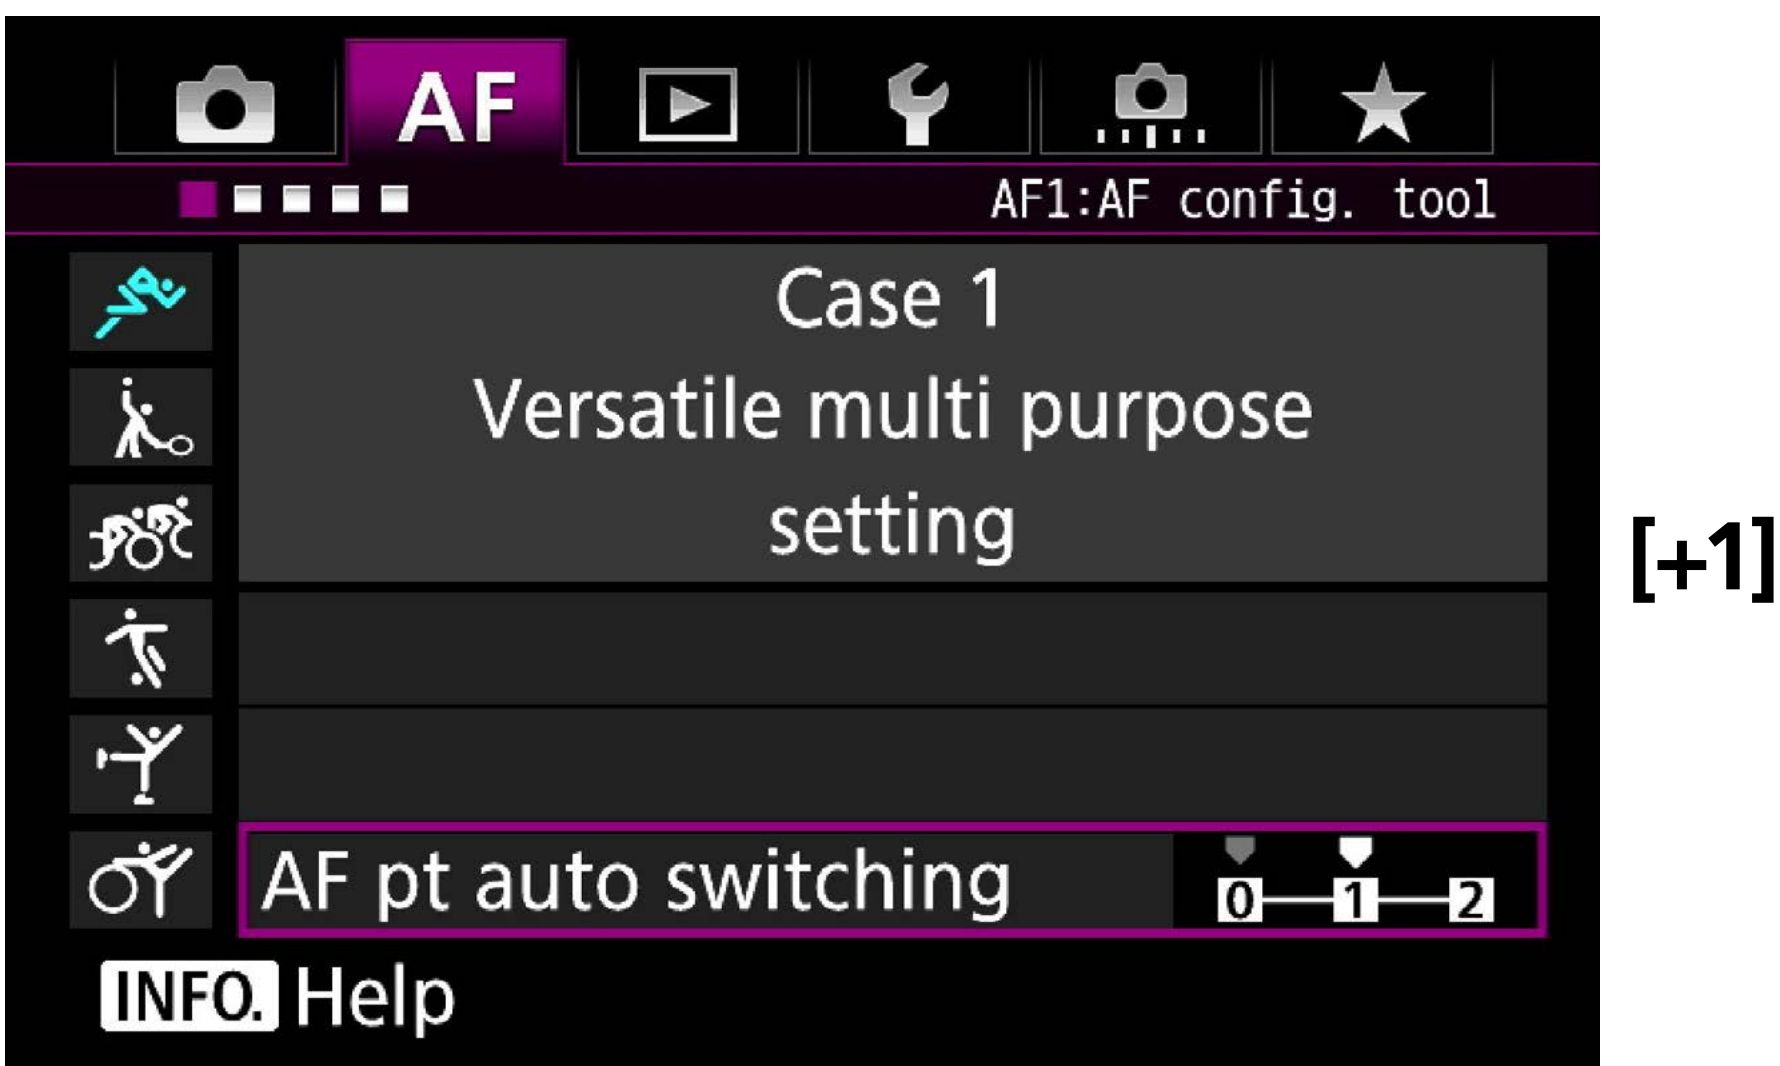 AF
AF1:AF config. tool
Case 1
Versatile multi purpose
setting
[+1]
AF pt auto switching 0 1 2
INFO. Help